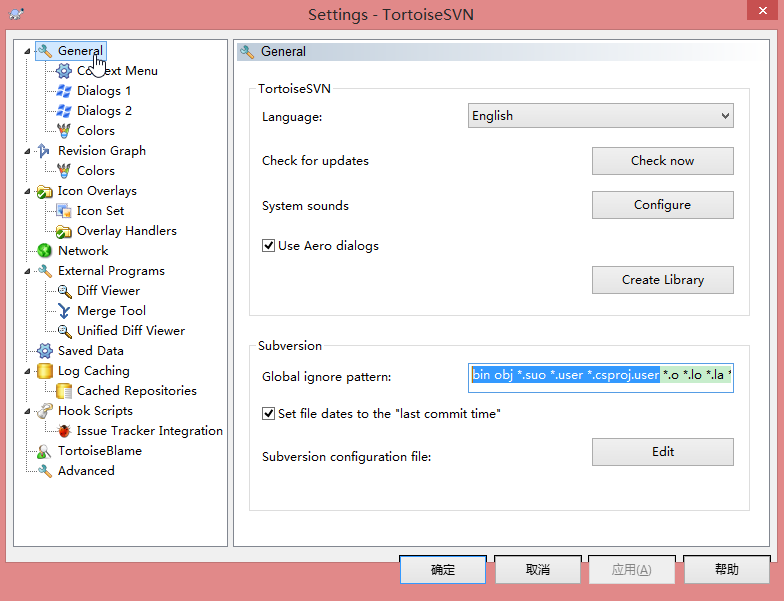 Settings - TortoiseSVN
General
Context Menu
Dialogs 1
Dialogs 2
Colors
Revision Graph
Colors
Icon Overlays
Icon Set
Overlay Handlers
Network
External Programs
Diff Viewer
Merge Tool
Unified Diff Viewer
Saved Data
Log Caching
Cached Repositories
Hook Scripts
Issue Tracker Integration
TortoiseBlame
Advanced
General
TortoiseSVN
Language:
English
Check for updates
Check now
System sounds
Configure
Use Aero dialogs
Create Library
Subversion
Global ignore pattern:
bin obj *.suo *.user *.csproj.user *.o *.lo *.la *
Set file dates to the "last commit time"
Subversion configuration file:
Edit
确定
取消
应用(A)
帮助